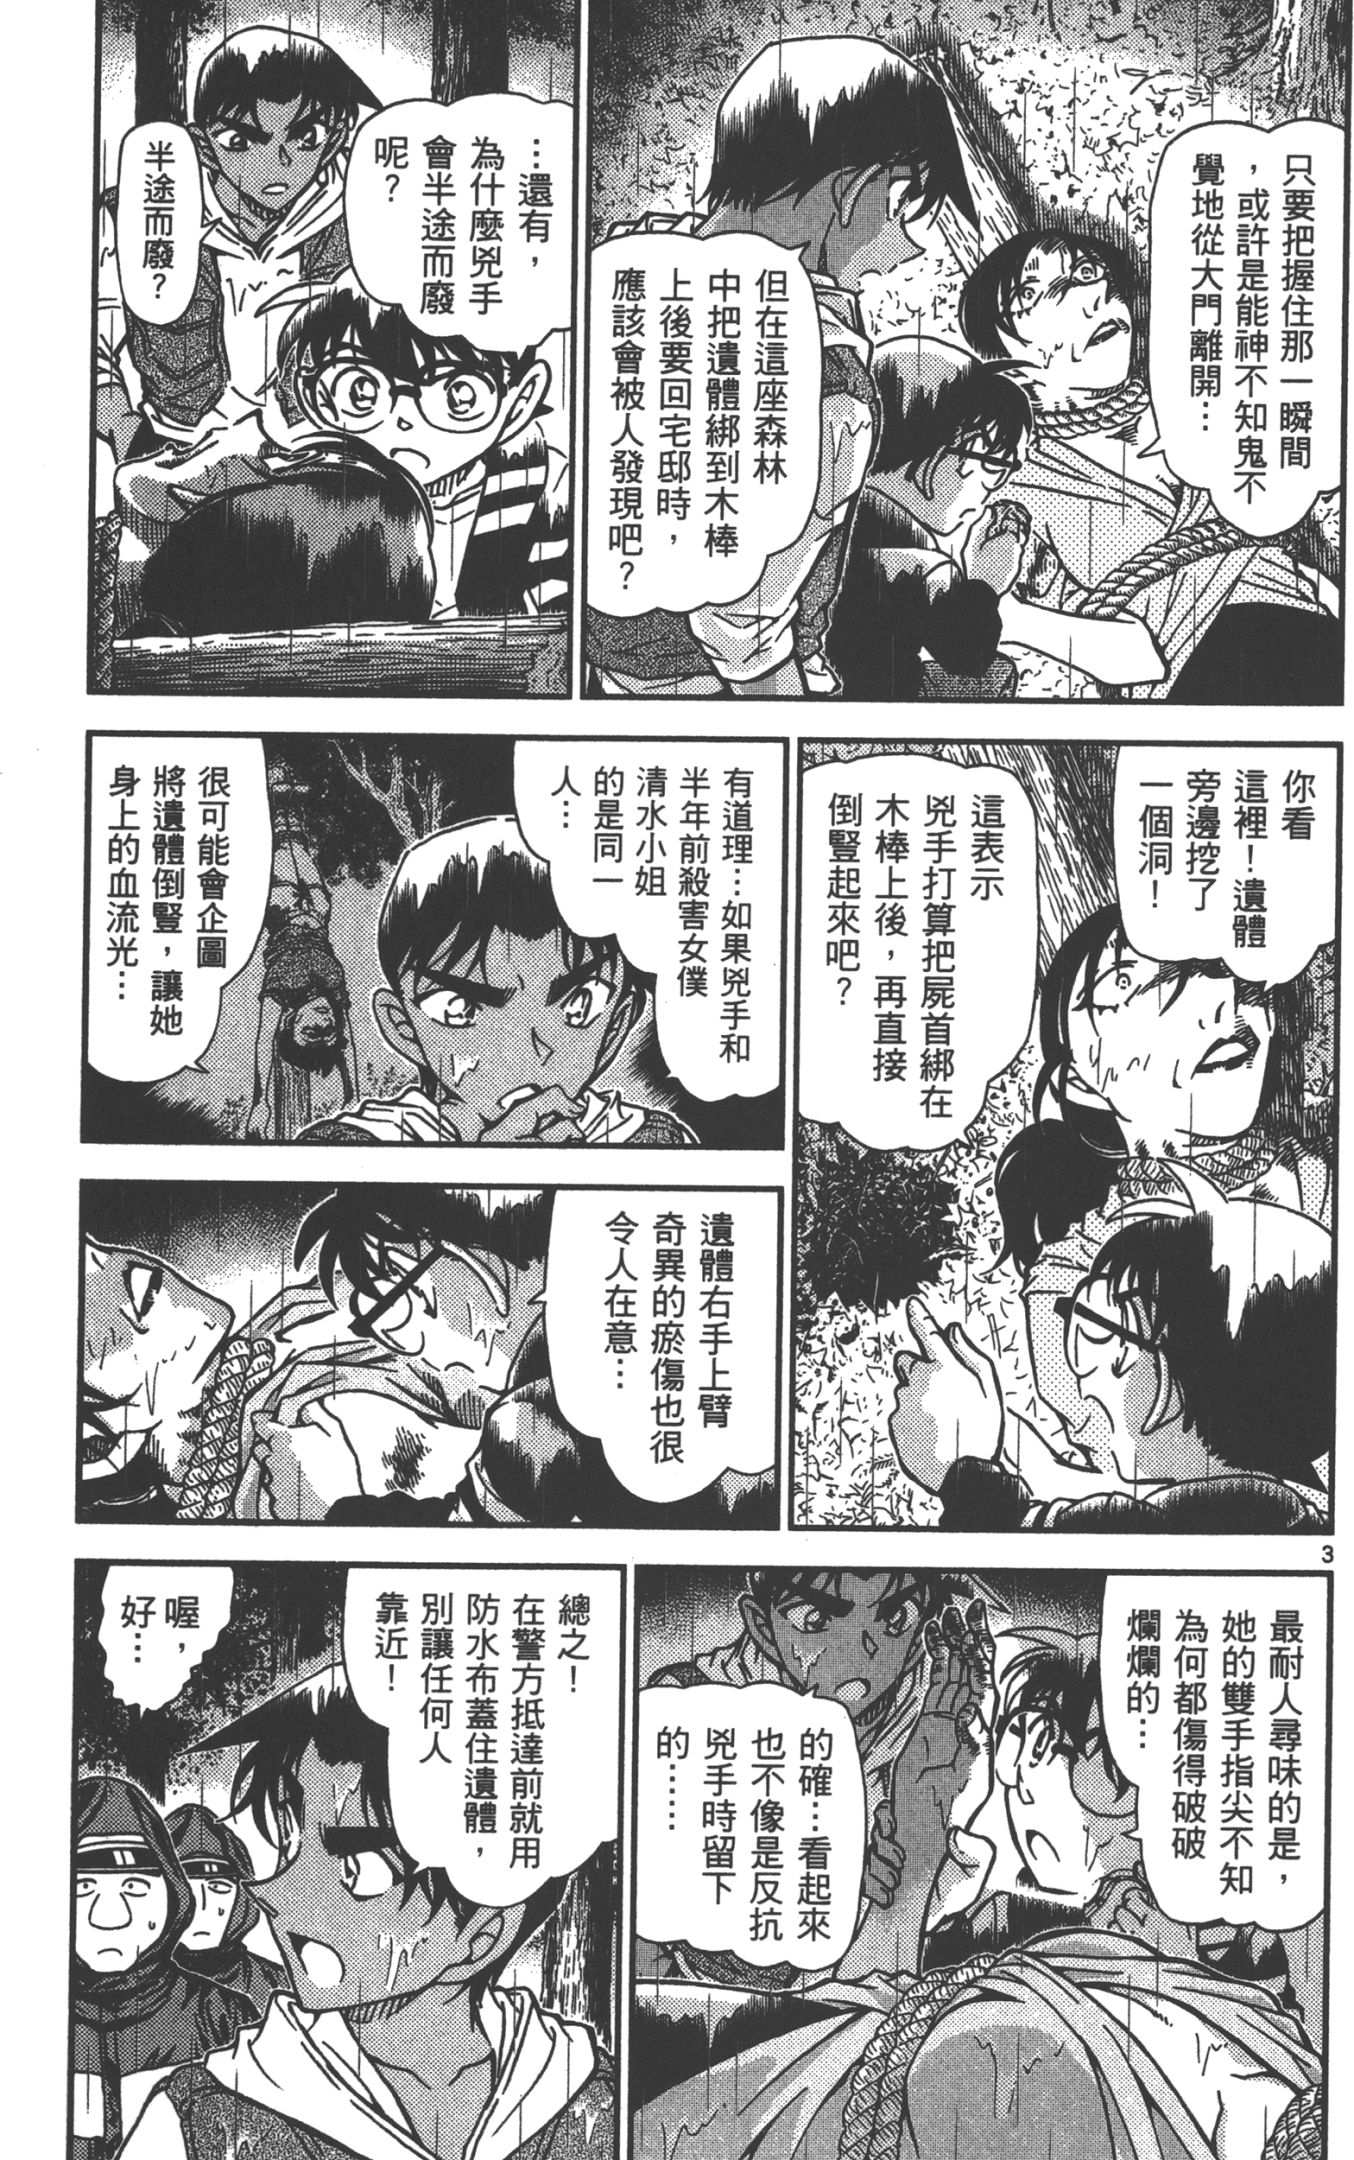 只要把握住那一瞬間
，或許是能神不知鬼不
覺地從大門離開…
但在這座森林
中把遺體綁到木棒
上後要回宅邸時，
應該會被人發現吧？
…還有，
為什麼兇手
會半途而廢
呢？
半途而廢？
你看
這裡！遺體
旁邊挖了
一個洞！
這表示
兇手打算把屍首綁在
木棒上後，再直接
倒豎起來吧？
有道理…如果兇手和
半年前殺害女僕
清水小姐
的是同一
人…
很可能會企圖
將遺體倒豎，讓她
身上的血流光…
遺體右手上臂
奇異的瘀傷也很
令人在意…
3
最耐人尋味的是，
她的雙手指尖不知
為何都傷得破破
爛爛的…
的確…看起來
也不像是反抗
兇手時留下
的……
總之！
在警方抵達前就用
防水布蓋住遺體，
別讓任何人
靠近！
喔，
好…